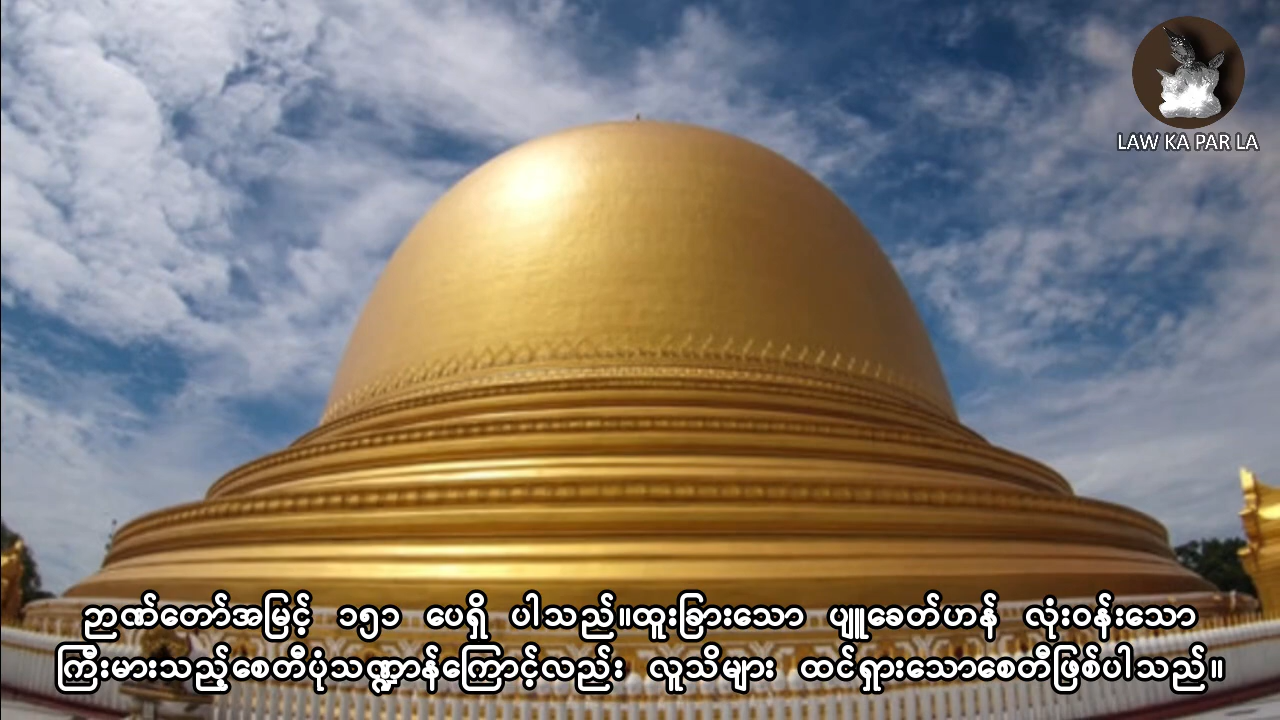 LAW KA PAR LA
ဉာဏ်တော်အမြင့် ၁၅၁ ပေရှိ ပါသည်။ထူးခြားသော ပျူခေတ်ဟန် လုံးဝန်းသော
ကြီးမားသည့်စေတီပုံသဏ္ဍာန်ကြောင့်လည်း လူသိများ ထင်ရှားသောစေတီဖြစ်ပါသည်။